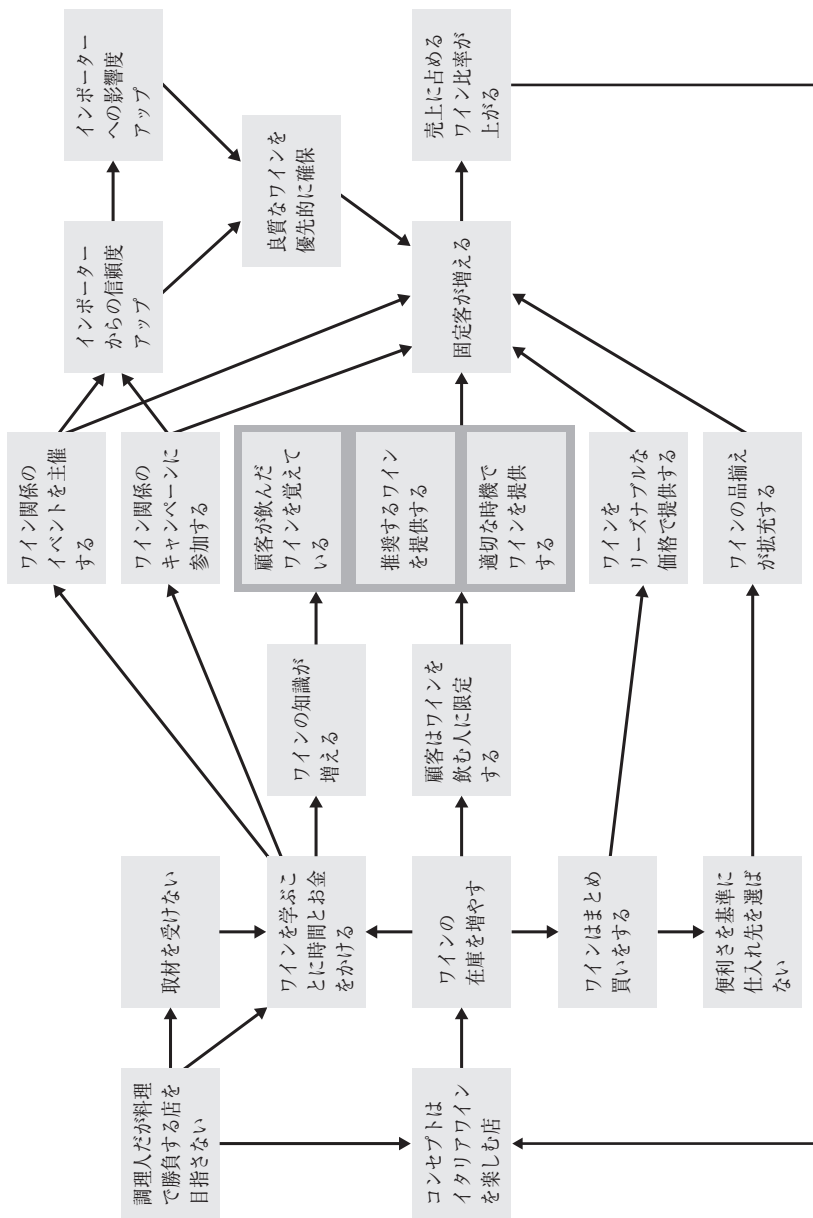 調理人だが料理
で勝負する店を
目指さない
コンセプトは
イタリアワイン
を楽しむ店
取材を受けない
ワインを学ぶこ
とに時間とお金
をかける
ワインの
在庫を増やす
ワインはまとめ
買いをする
便利さを基準に
仕入れ先を選ば
ない
ワインの知識が
増える
顧客はワインを
飲む人に限定
する
ワイン関係の
イベントを主催
する
ワイン関係の
キャンペーンに
参加する
顧客が飲んだ
ワインを覚えて
いる
推奨するワイン
を提供する
適切な時機で
ワインを提供
する
ワインを
リーズナブルな
価格で提供する
ワインの品揃え
が拡充する
インポーター
からの信頼度
アップ
良質なワインを
優先的に確保
固定客が増える
インポーター
への影響度
アップ
売上に占める
ワイン比率が
上がる